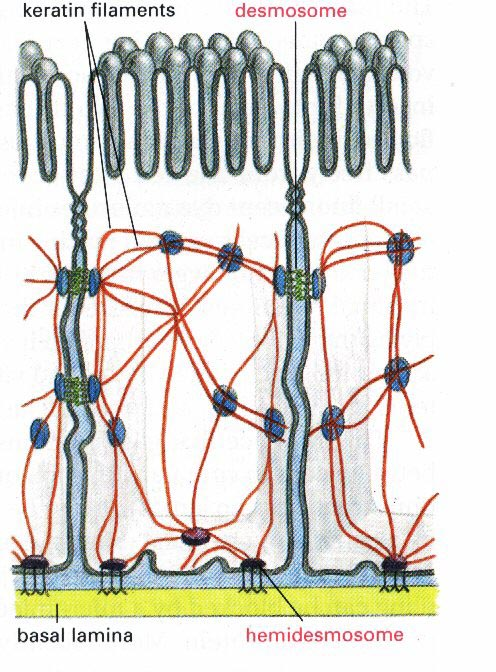 keratin filaments
desmosome
basal lamina
hemidesmosome